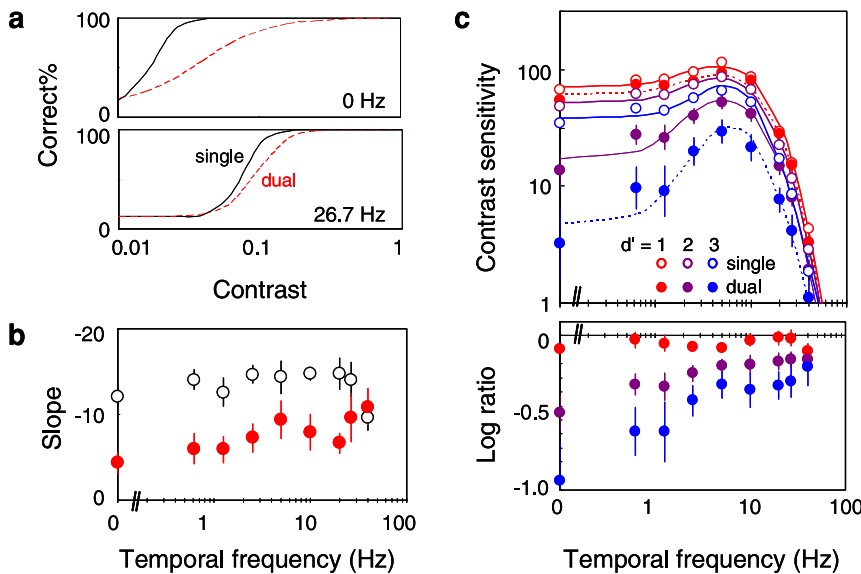 a
100
0
0 Hz
Correct%
100
0
single
dual
26.7 Hz
0.01
0.1
1
Contrast
b
-20
-10
0
Slope
0
1
10
100
Temporal frequency (Hz)
c
100
10
1
Contrast sensitivity
d' = 1 2 3
single
dual
0
-0.5
-1.0
Log ratio
0
1
10
100
Temporal frequency (Hz)